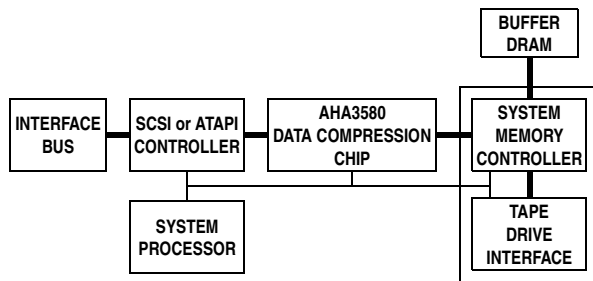 BUFFER
DRAM
INTERFACE
BUS
SCSI or ATAPI
CONTROLLER
AHA3580
DATA COMPRESSION
CHIP
SYSTEM
MEMORY
CONTROLLER
SYSTEM
PROCESSOR
TAPE
DRIVE
INTERFACE